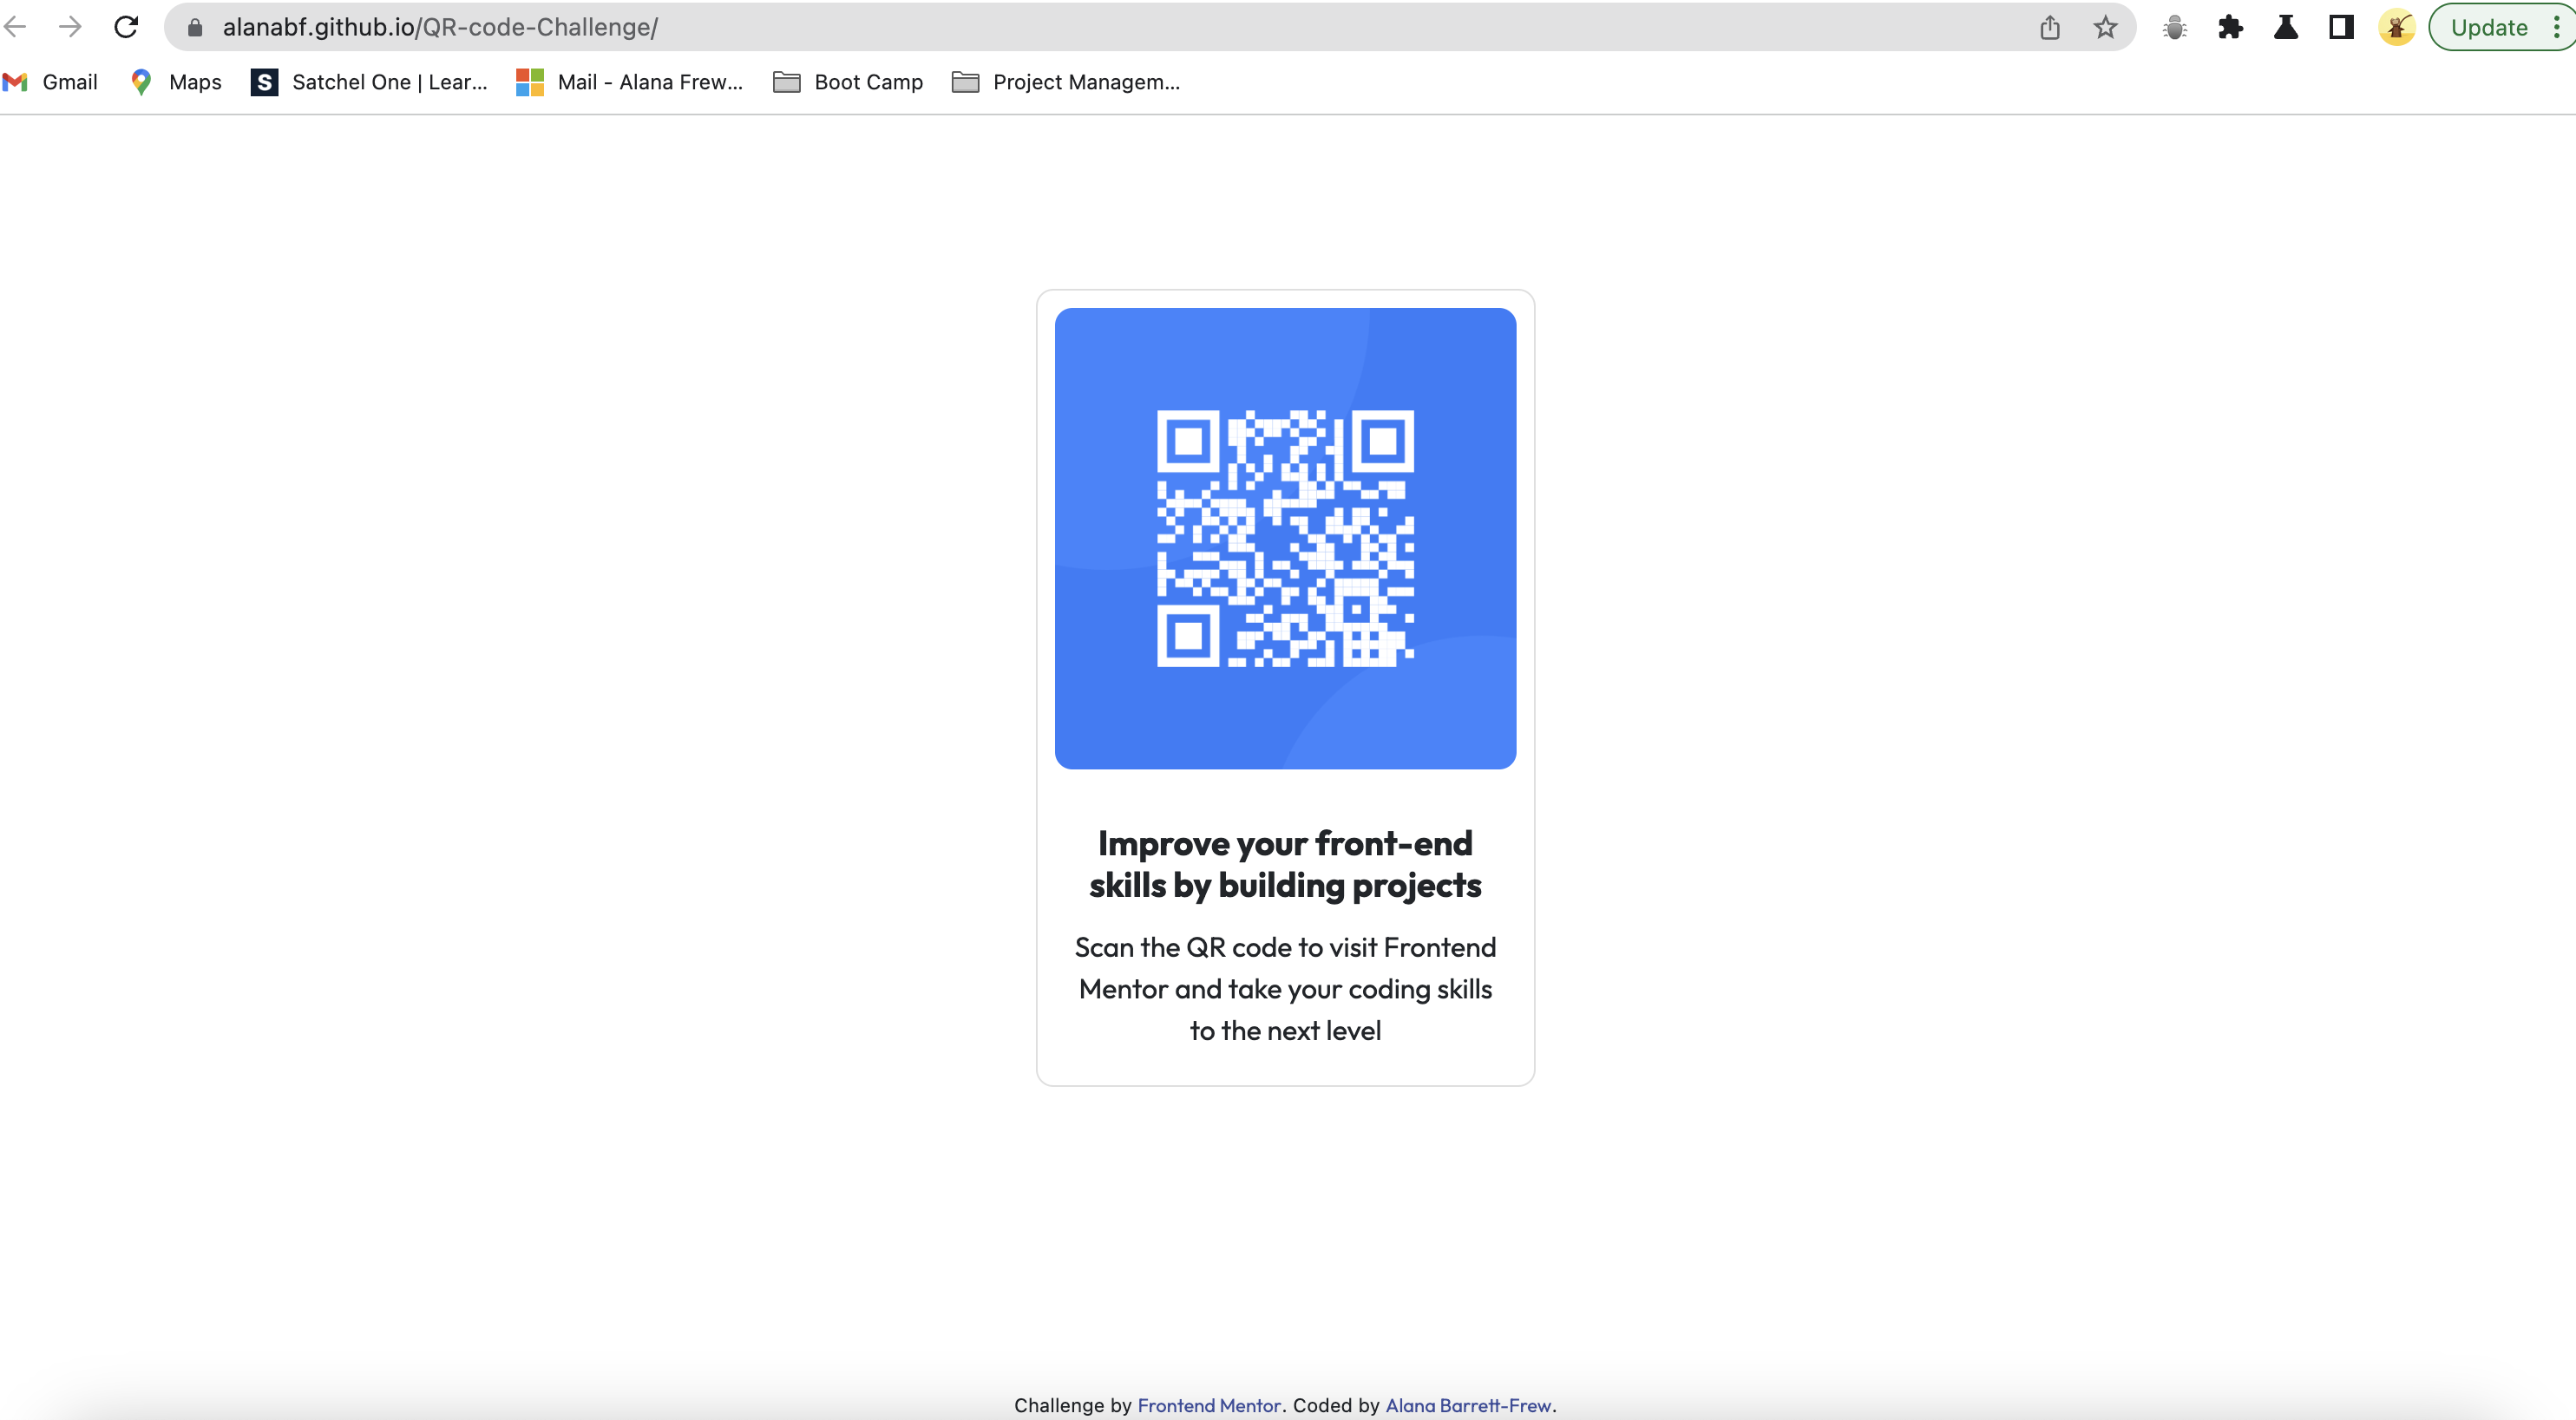 alanabf.github.io/QR-code-Challenge/
Update
Gmail
Maps
S
Satchel One | Lear...
Mail - Alana Frew...
Boot Camp
Project Managem...
Improve your front-end
skills by building projects
Scan the QR code to visit Frontend
Mentor and take your coding skills
to the next level
Challenge by Frontend Mentor. Coded by Alana Barrett-Frew.